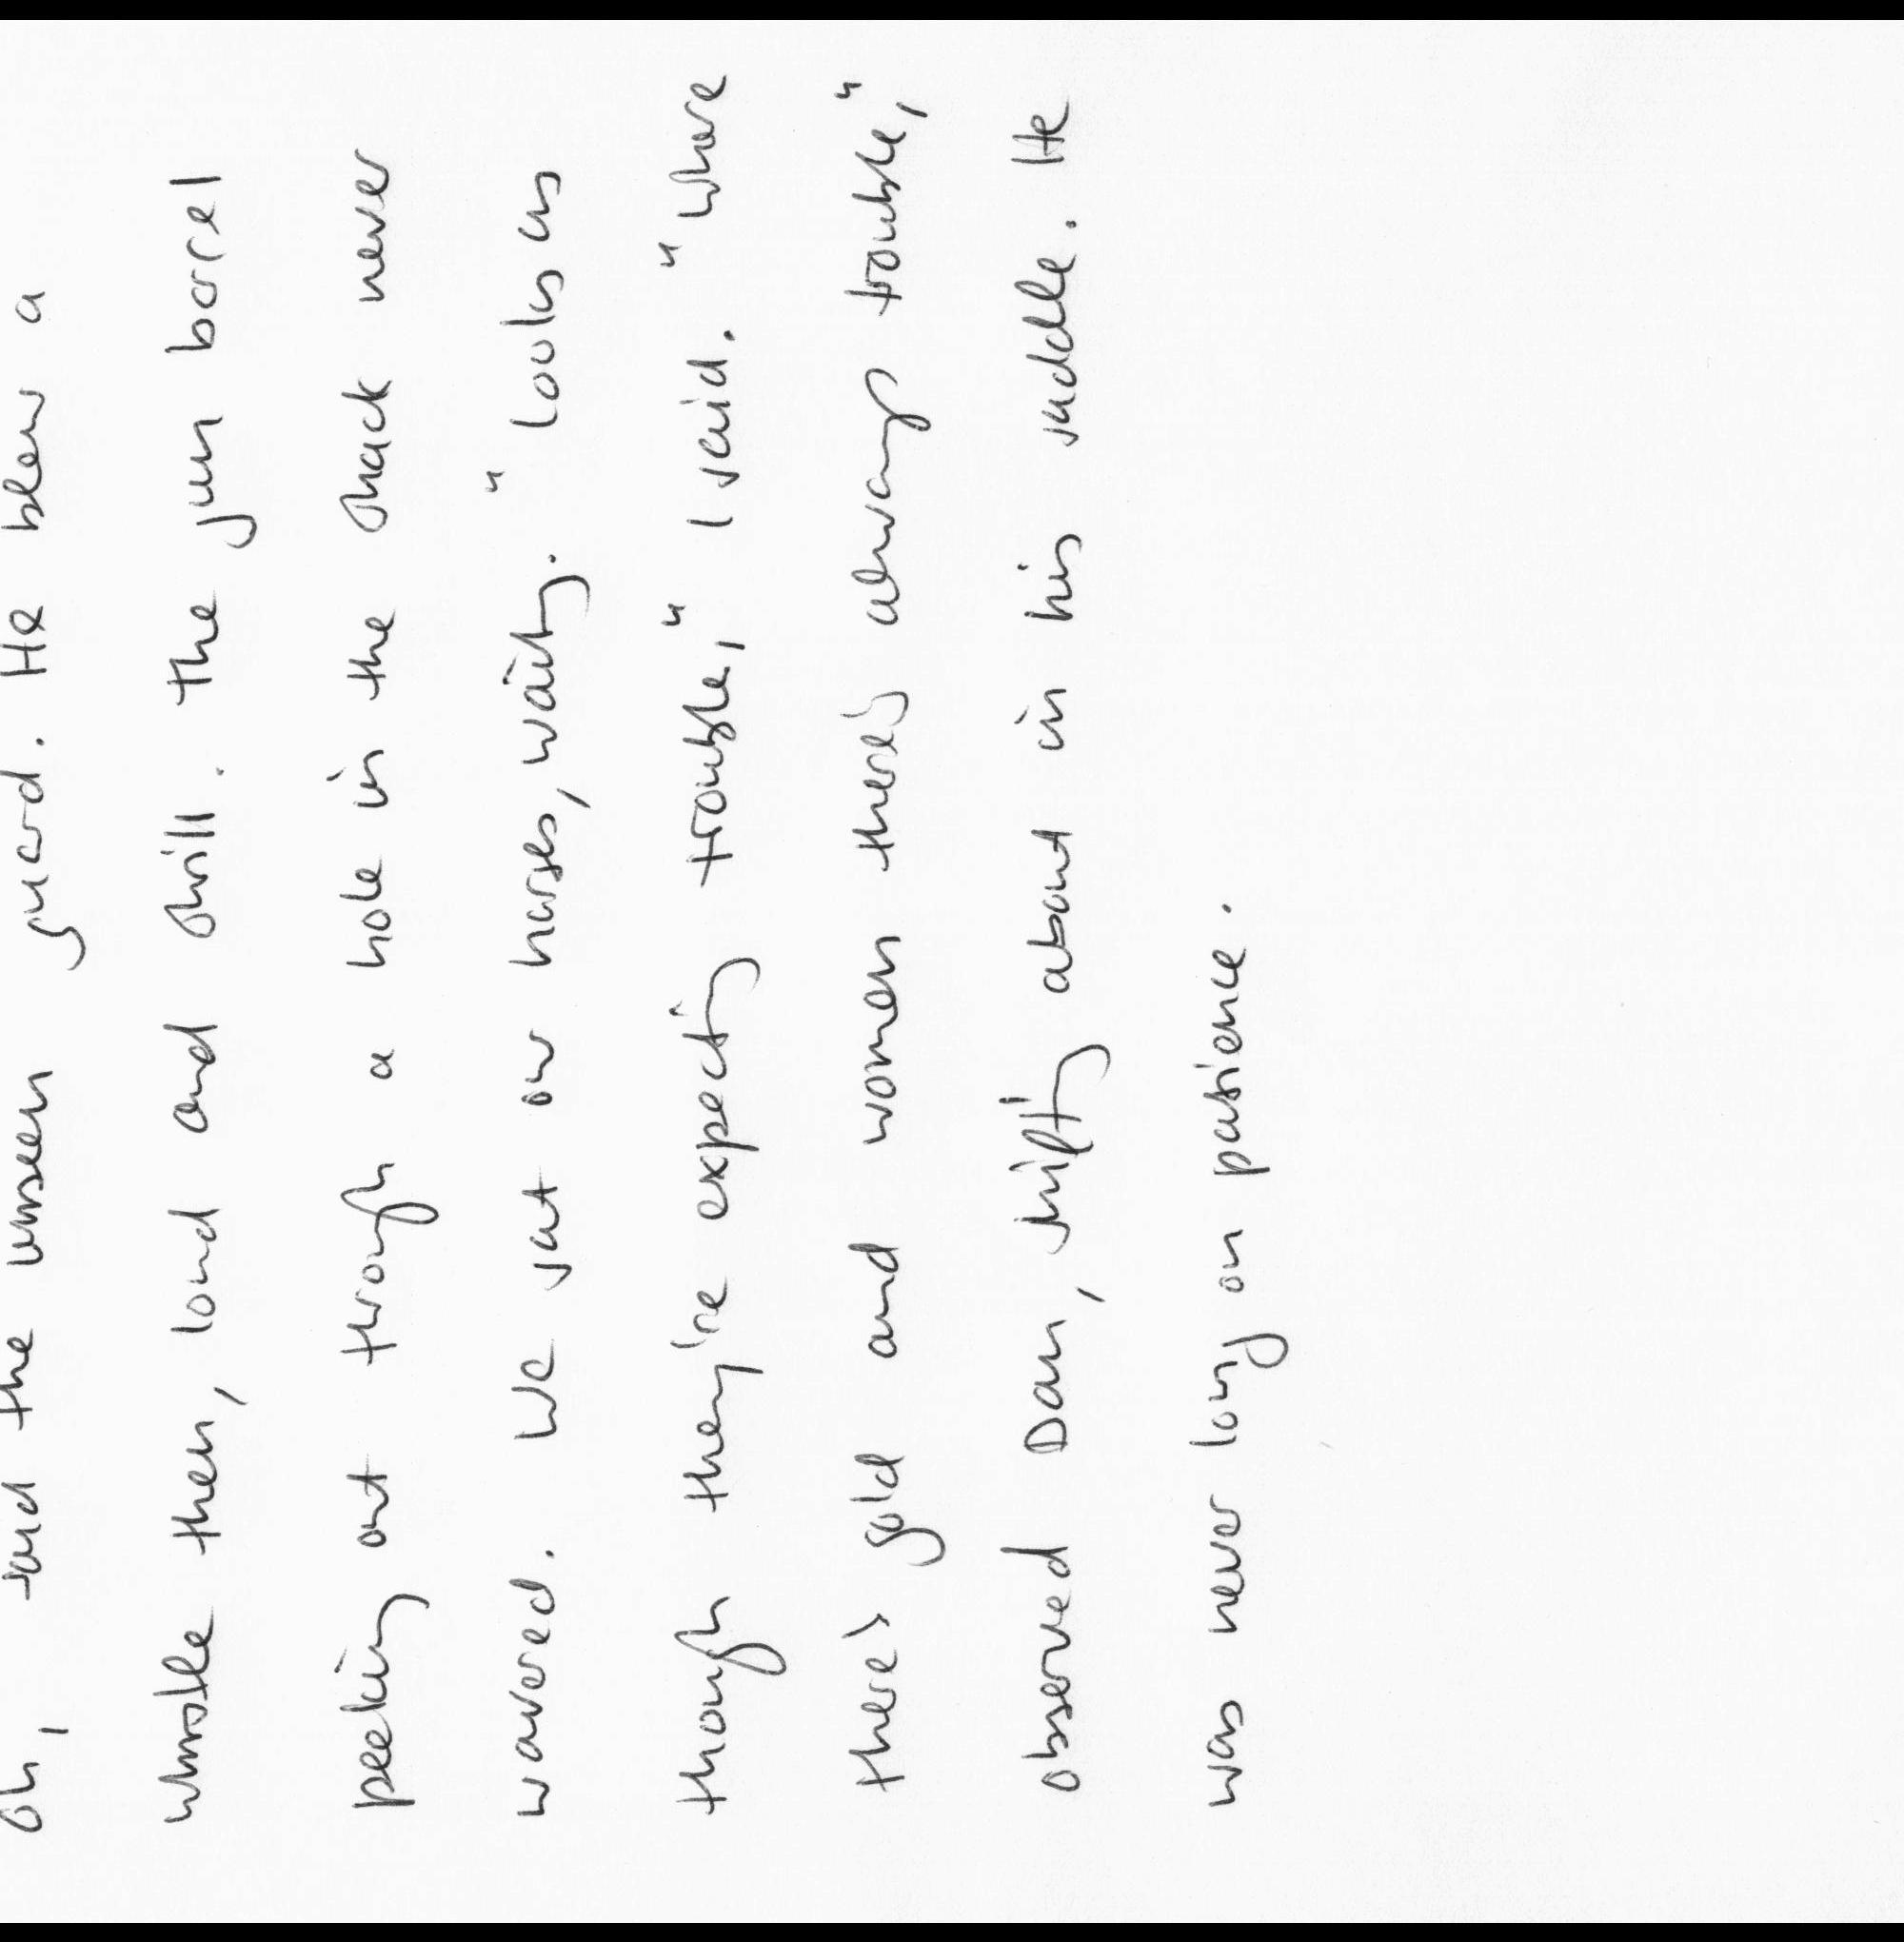 oh, said the unseen guard. He blew a
whistle then, loud and shrill. The gun barrel
peeking out through a hole in the shack never
wavered. We sat our horses, waiting. "Looks as
though they're expecting trouble," I said. "Where
there's gold and women there's always trouble,"
observed Dan, shifting about in his saddle. He
was never long on patience.